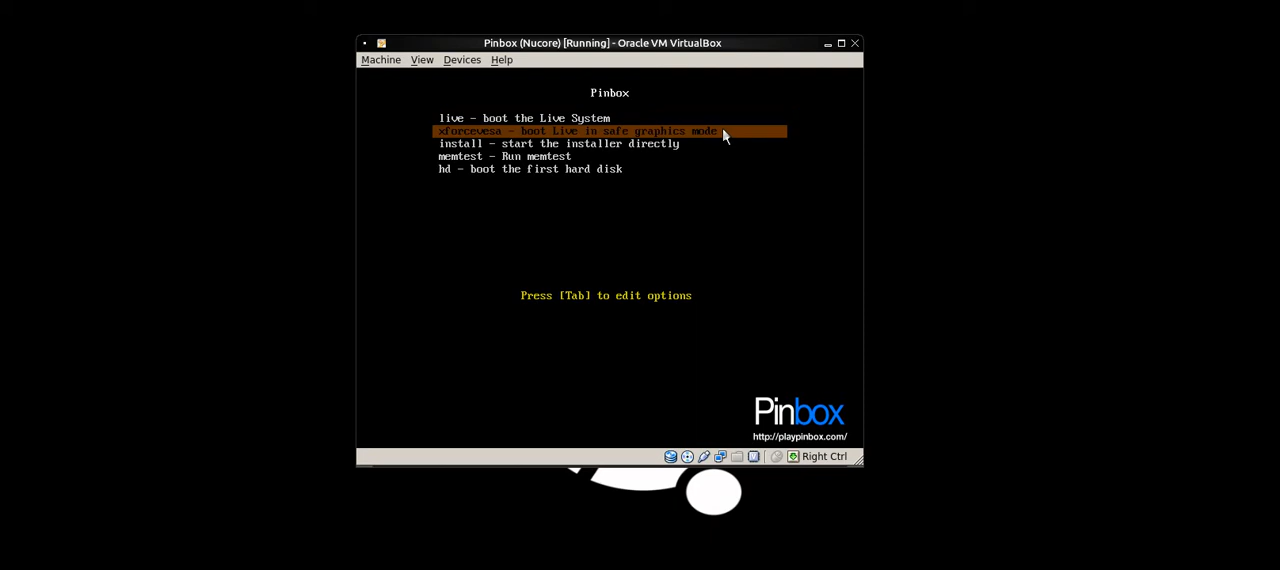 Pinbox (Nucore) [Running] - Oracle VM VirtualBox
Machine View Devices Help
Pinbox
live - boot the Live System
xforcevesa - boot Live in safe graphics mode
install - start the installer directly
memtest - Run memtest
hd - boot the first hard disk
Press [Tab] to edit options
Pinbox
http://playpinbox.com/
Right Ctrl